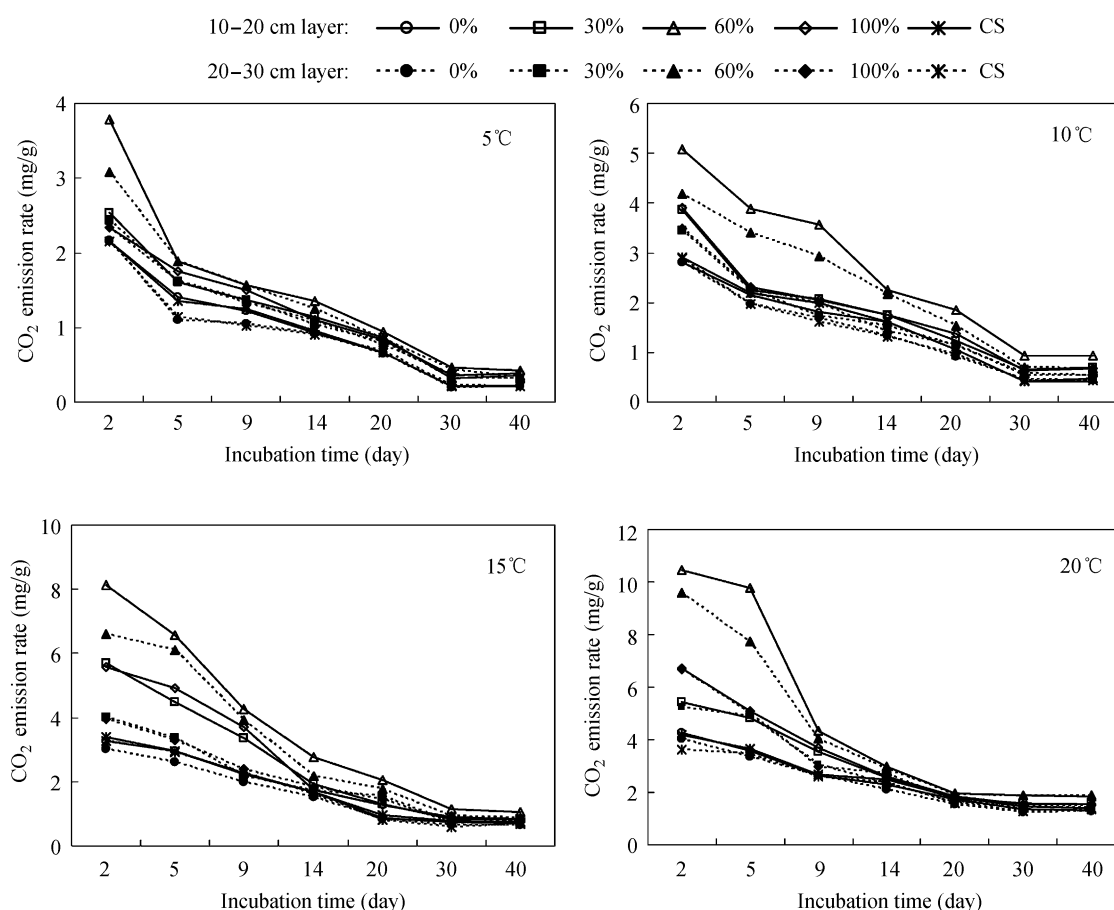 10–20 cm layer: 0% 30% 60% 100% CS
20–30 cm layer: 0% 30% 60% 100% CS
4
3
2
1
0
CO₂ emission rate (mg/g)
5℃
2 5 9 14 20 30 40
Incubation time (day)
6
5
4
3
2
1
0
CO₂ emission rate (mg/g)
10℃
2 5 9 14 20 30 40
Incubation time (day)
10
8
6
4
2
0
CO₂ emission rate (mg/g)
15℃
2 5 9 14 20 30 40
Incubation time (day)
12
10
8
6
4
2
0
CO₂ emission rate (mg/g)
20℃
2 5 9 14 20 30 40
Incubation time (day)